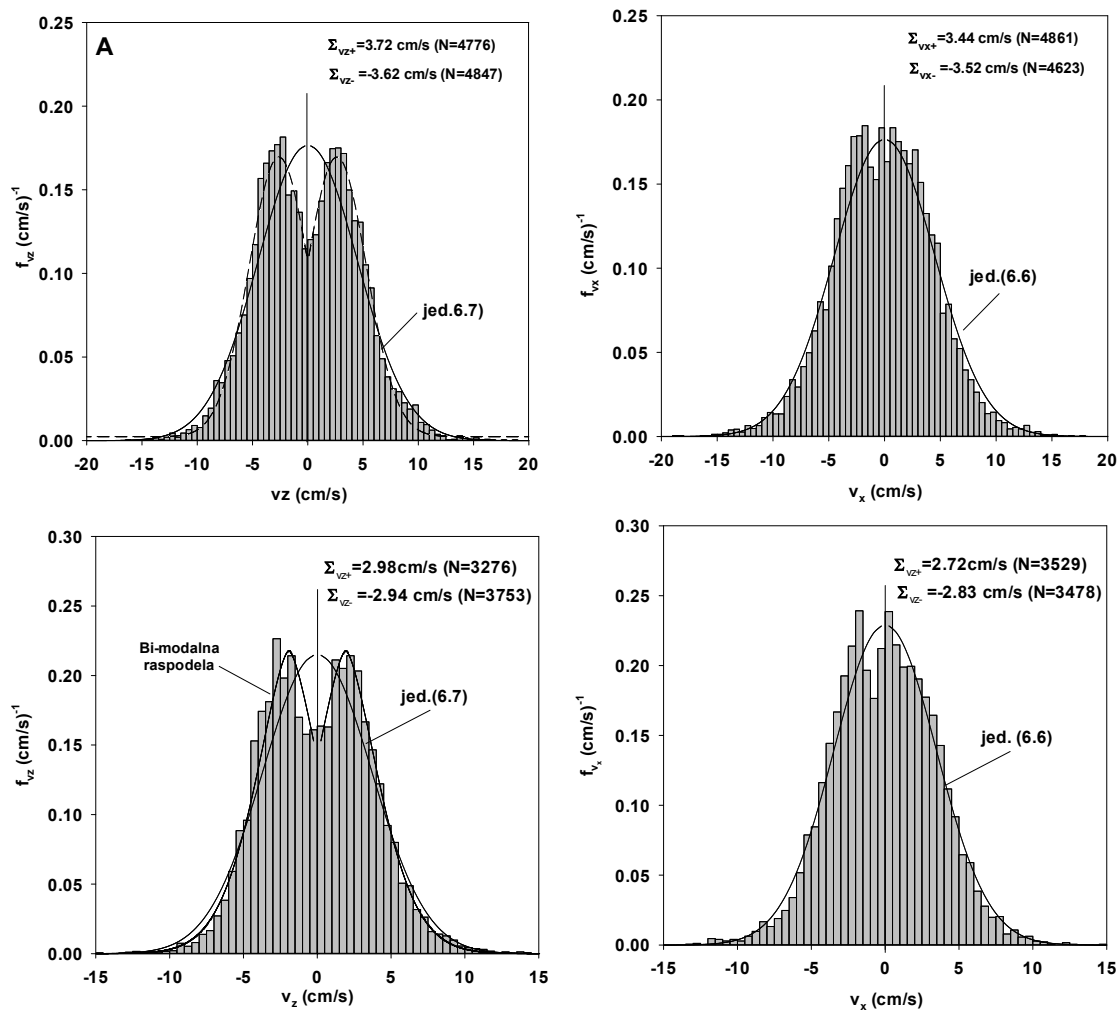 A
Σvz+=3.72 cm/s (N=4776)
Σvz- =-3.62 cm/s (N=4847)
jed.6.7)
0.25
0.20
0.15
0.10
0.05
0.00
fvz (cm/s)-1
-20 -15 -10 -5 0 5 10 15 20
vz (cm/s)
Σvx+=3.44 cm/s (N=4861)
Σvx- =-3.52 cm/s (N=4623)
jed.(6.6)
0.25
0.20
0.15
0.10
0.05
0.00
fvx (cm/s)-1
-20 -15 -10 -5 0 5 10 15 20
vx (cm/s)
Σvz+=2.98cm/s (N=3276)
Σvz- =-2.94 cm/s (N=3753)
Bi-modalna
raspodela
jed.(6.7)
0.30
0.25
0.20
0.15
0.10
0.05
0.00
fvz (cm/s)-1
-15 -10 -5 0 5 10 15
vz (cm/s)
Σvz+=2.72cm/s (N=3529)
Σvz- =-2.83 cm/s (N=3478)
jed. (6.6)
0.30
0.25
0.20
0.15
0.10
0.05
0.00
fvx (cm/s)-1
-15 -10 -5 0 5 10 15
vx (cm/s)